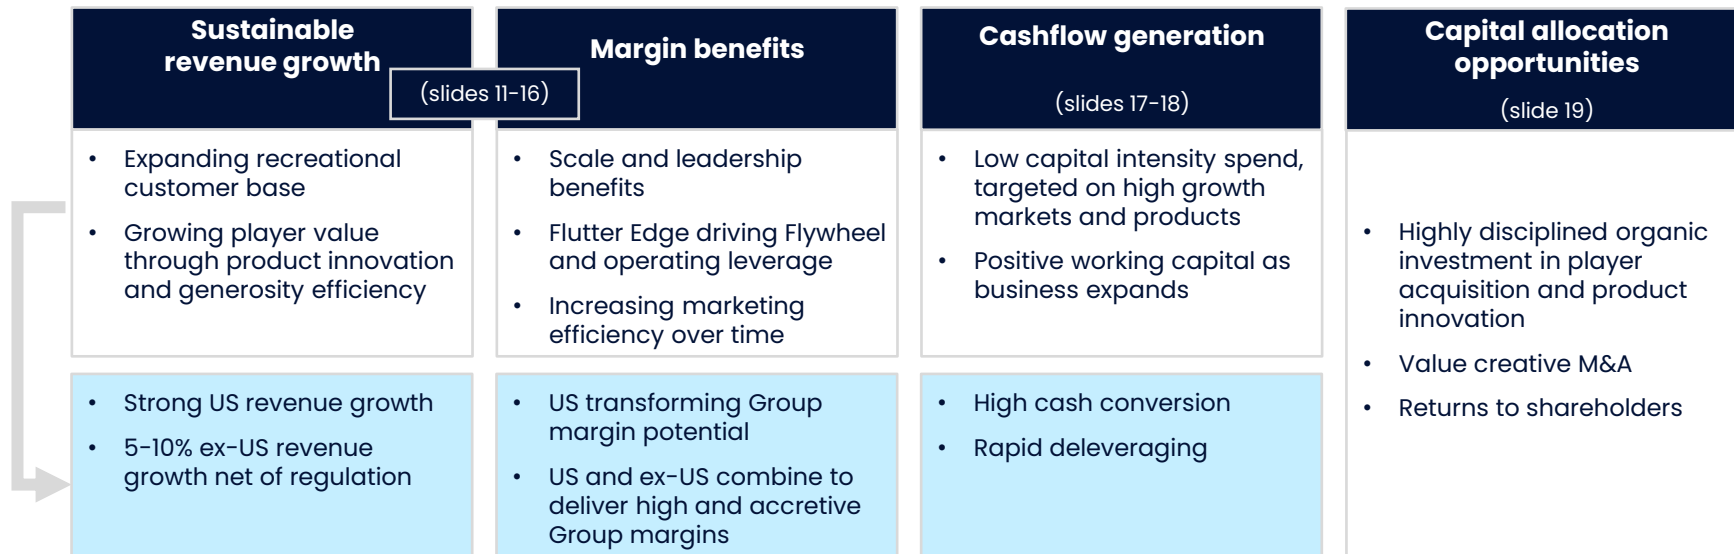 Sustainable
revenue growth
Margin benefits
(slides 11-16)
Cashflow generation
(slides 17-18)
Capital allocation
opportunities
(slide 19)
• Expanding recreational
customer base
• Growing player value
through product innovation
and generosity efficiency
• Scale and leadership
benefits
• Flutter Edge driving Flywheel
and operating leverage
• Increasing marketing
efficiency over time
• Low capital intensity spend,
targeted on high growth
markets and products
• Positive working capital as
business expands
• Highly disciplined organic
investment in player
acquisition and product
innovation
• Value creative M&A
• Returns to shareholders
• Strong US revenue growth
• 5-10% ex-US revenue
growth net of regulation
• US transforming Group
margin potential
• US and ex-US combine to
deliver high and accretive
Group margins
• High cash conversion
• Rapid deleveraging